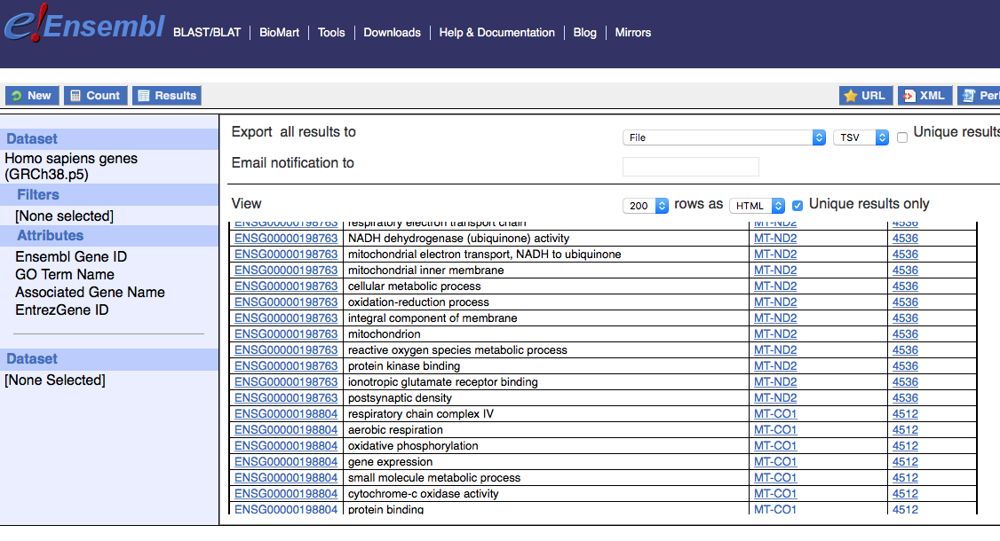 e!Ensembl BLAST/BLAT BioMart Tools Downloads Help & Documentation Blog Mirrors
New Count Results URL XML Per
Dataset
Homo sapiens genes
(GRCh38.p5)
Filters
[None selected]
Attributes
Ensembl Gene ID
GO Term Name
Associated Gene Name
EntrezGene ID
Dataset
[None Selected]
Export all results to File TSV Unique results
Email notification to
View 200 rows as HTML Unique results only
ENSG00000198763 respiratory electron transport chain MT-ND2 4536
ENSG00000198763 NADH dehydrogenase (ubiquinone) activity MT-ND2 4536
ENSG00000198763 mitochondrial electron transport, NADH to ubiquinone MT-ND2 4536
ENSG00000198763 mitochondrial inner membrane MT-ND2 4536
ENSG00000198763 cellular metabolic process MT-ND2 4536
ENSG00000198763 oxidation-reduction process MT-ND2 4536
ENSG00000198763 integral component of membrane MT-ND2 4536
ENSG00000198763 mitochondrion MT-ND2 4536
ENSG00000198763 reactive oxygen species metabolic process MT-ND2 4536
ENSG00000198763 protein kinase binding MT-ND2 4536
ENSG00000198763 ionotropic glutamate receptor binding MT-ND2 4536
ENSG00000198763 postsynaptic density MT-ND2 4536
ENSG00000198804 respiratory chain complex IV MT-CO1 4512
ENSG00000198804 aerobic respiration MT-CO1 4512
ENSG00000198804 oxidative phosphorylation MT-CO1 4512
ENSG00000198804 gene expression MT-CO1 4512
ENSG00000198804 small molecule metabolic process MT-CO1 4512
ENSG00000198804 cytochrome-c oxidase activity MT-CO1 4512
ENSG00000198804 protein binding MT-CO1 4512